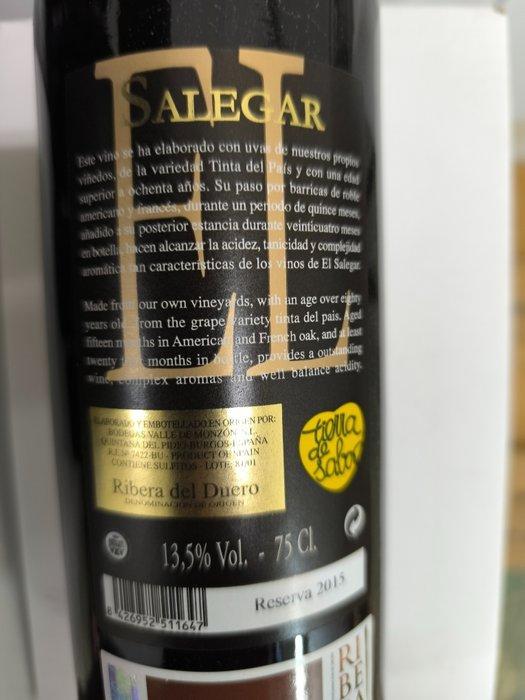 EL
SALEGAR
Este vino se ha elaborado con uvas de nuestros propios
viñedos, de la variedad Tinta del País y con una edad
superior a ochenta años. Su paso por barricas de roble
americano y francés, durante un periodo de quince meses,
añadido a su posterior estancia durante veinticuatro meses
en botella, hacen alcanzar la acidez, tanicidad y complejidad
aromática tan características de los vinos de El Salegar.
Made from our own vineyards, with an age over eighty
years old, from the grape variety tinta del pais. Aged
fifteen months in American and French oak, and at least
twenty months in bottle, provides a outstanding
wine, complex aromas and well balance acidity.
ELABORADO Y EMBOTELLADO EN ORIGEN POR:
BODEGAS VALLE DE MONZÓN, S.L.
QUINTANA DEL PIDIO-BURGOS-ESPAÑA
R.E. Nº 7422-BU - PRODUCT OF SPAIN
CONTIENE SULFITOS - LOTE:
Ribera del Duero
DENOMINACIÓN DE ORIGEN
tierra
de
sabor
13,5% Vol. - 75 Cl.
Reserva 2015
8 426952 511647
RIBE